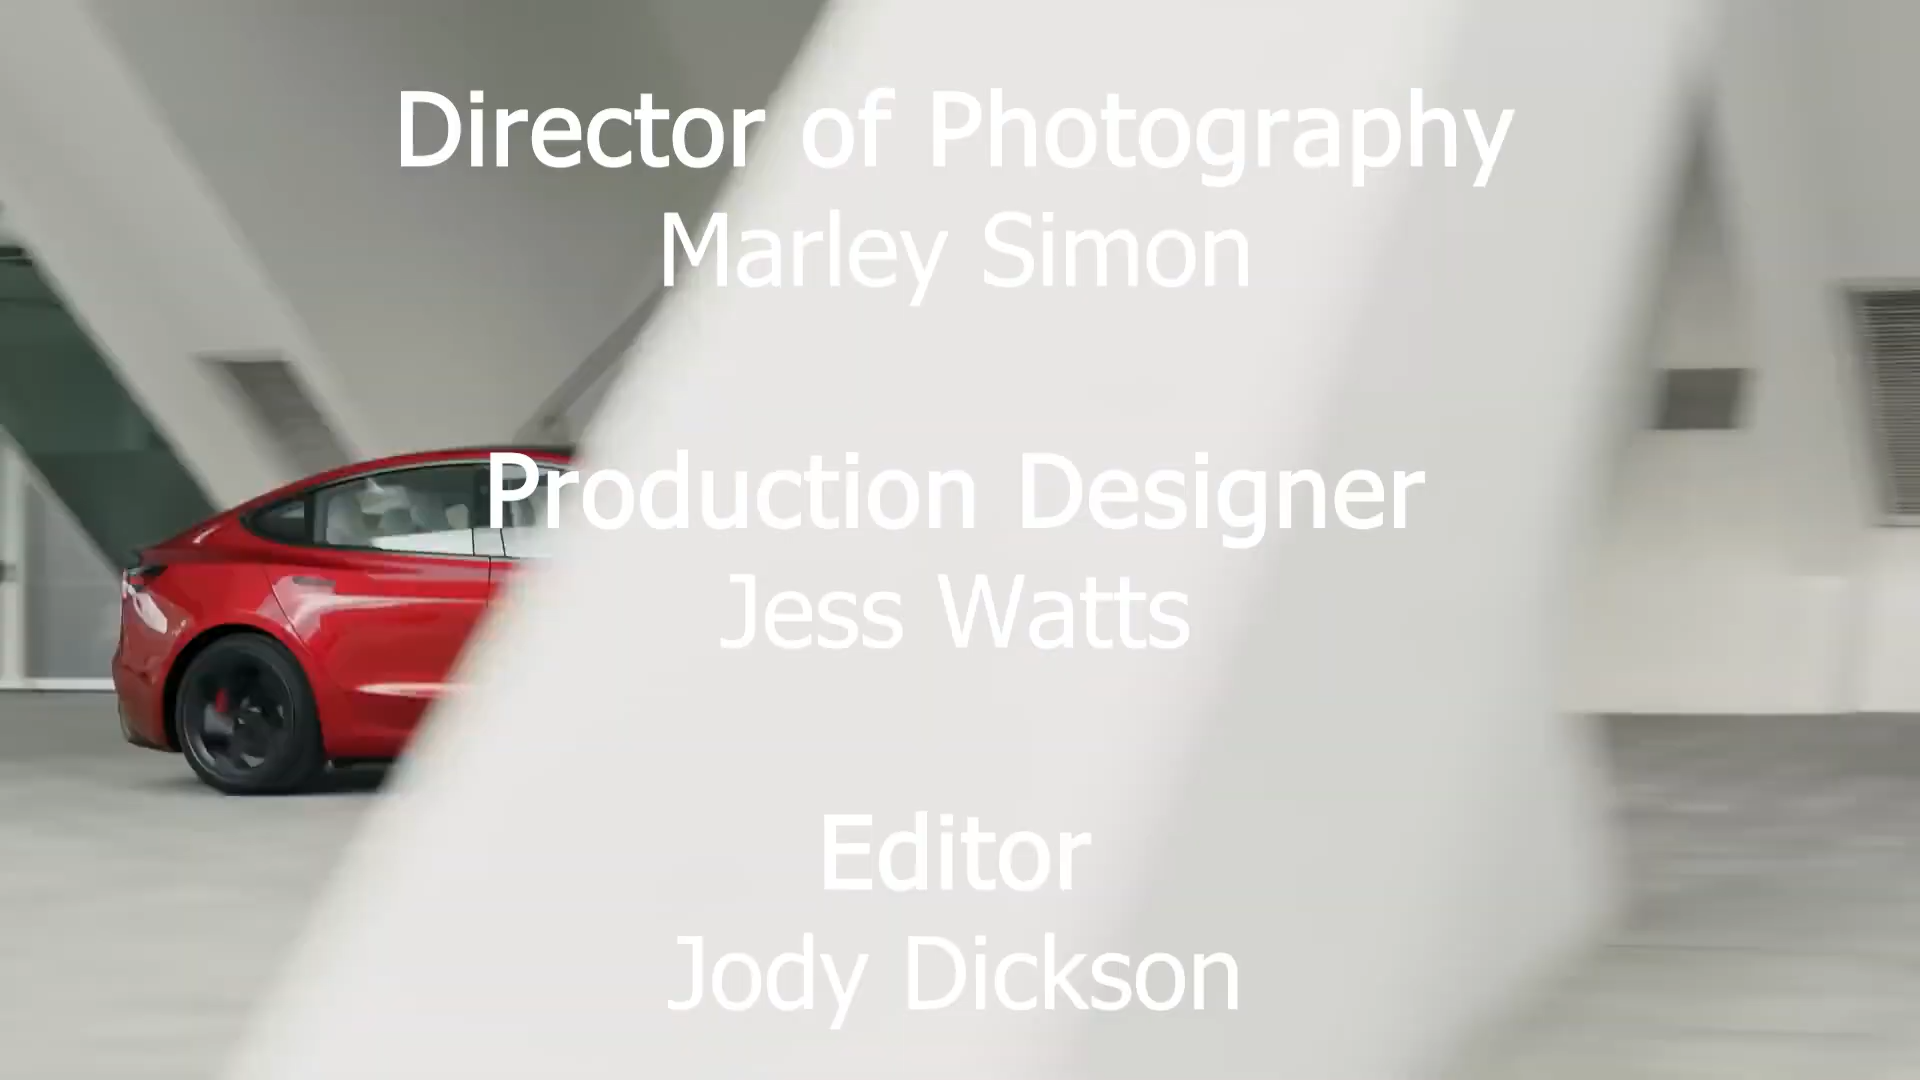 Director of Photography
Marley Simon
Production Designer
Jess Watts
Editor
Jody Dickson